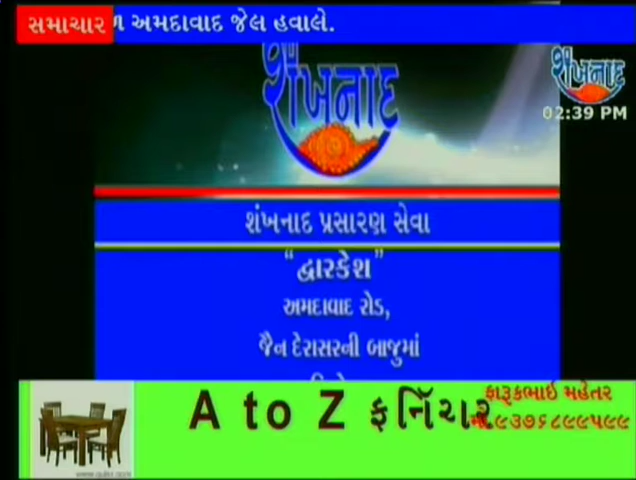 સમાચાર
ળ અમદાવાદ જેલ હવાલે.
શંખનાદ
શંખનાદ
02:39 PM
શંખનાદ પ્રસારણ સેવા
"દ્વારકેશ"
અમદાવાદ રોડ,
જૈન દેરાસરની બાજુમાં
A to Z ફર્નિચર
ફારૂકભાઇ મહેતર
મો.૯૩૭૬૮૯૯૫૯૯